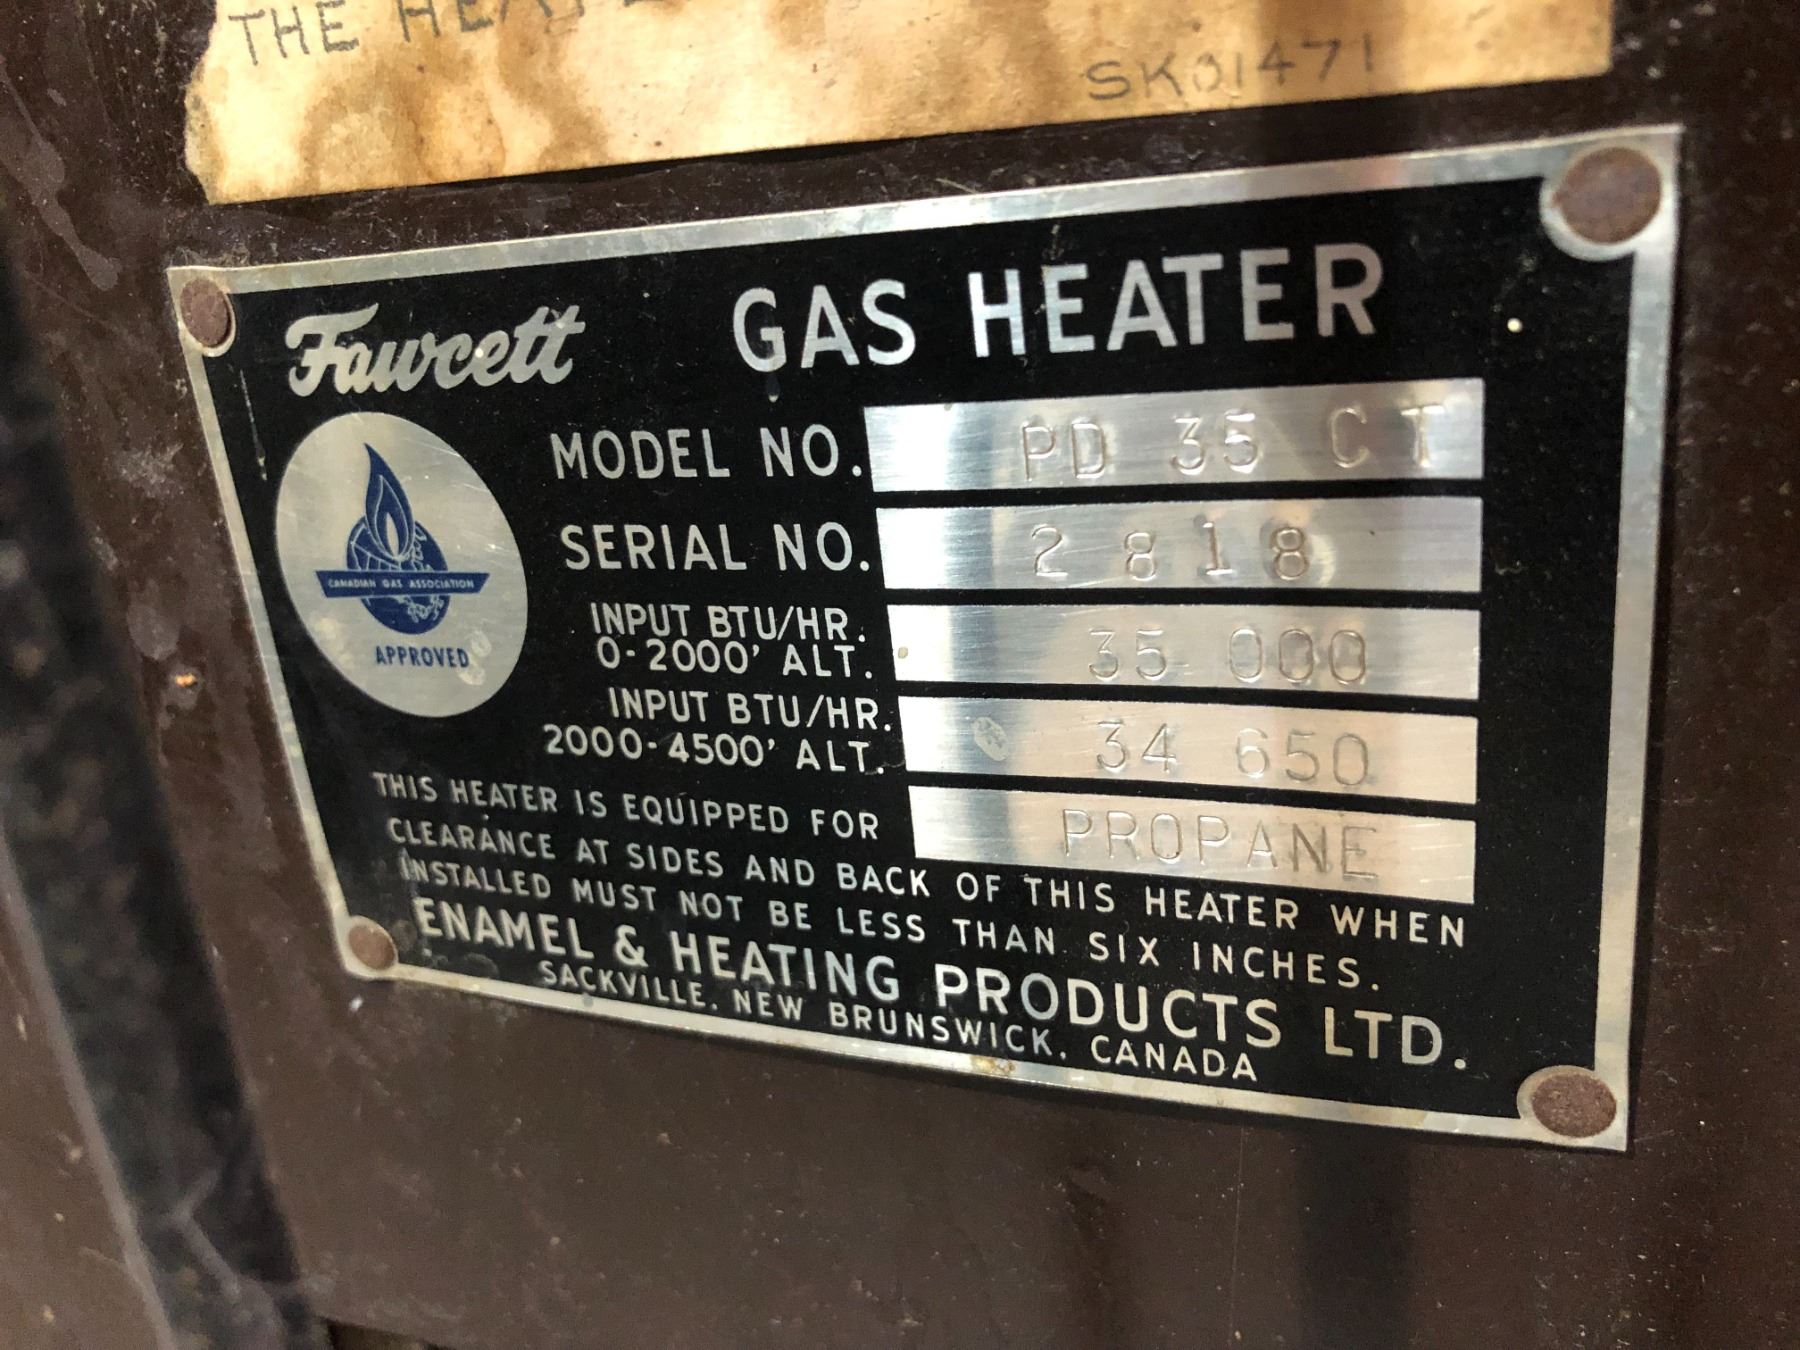 THE
SK01471
Fawcett GAS HEATER
MODEL NO. PD 35 CT
SERIAL NO. 2818
INPUT BTU/HR.
0-2000' ALT. 35 000
INPUT BTU/HR.
2000-4500' ALT. 34 650
CANADIAN GAS ASSOCIATION
APPROVED
THIS HEATER IS EQUIPPED FOR PROPANE
CLEARANCE AT SIDES AND BACK OF THIS HEATER WHEN
INSTALLED MUST NOT BE LESS THAN SIX INCHES.
ENAMEL & HEATING PRODUCTS LTD.
SACKVILLE, NEW BRUNSWICK, CANADA